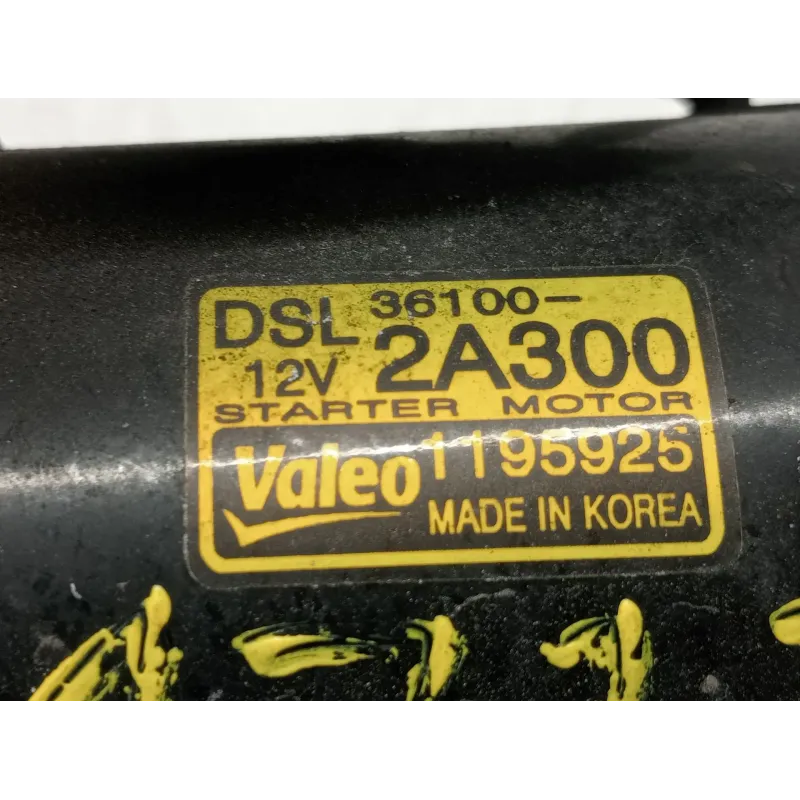 DSL 36100-
12V 2A300
STARTER MOTOR
Valeo 1195925
MADE IN KOREA